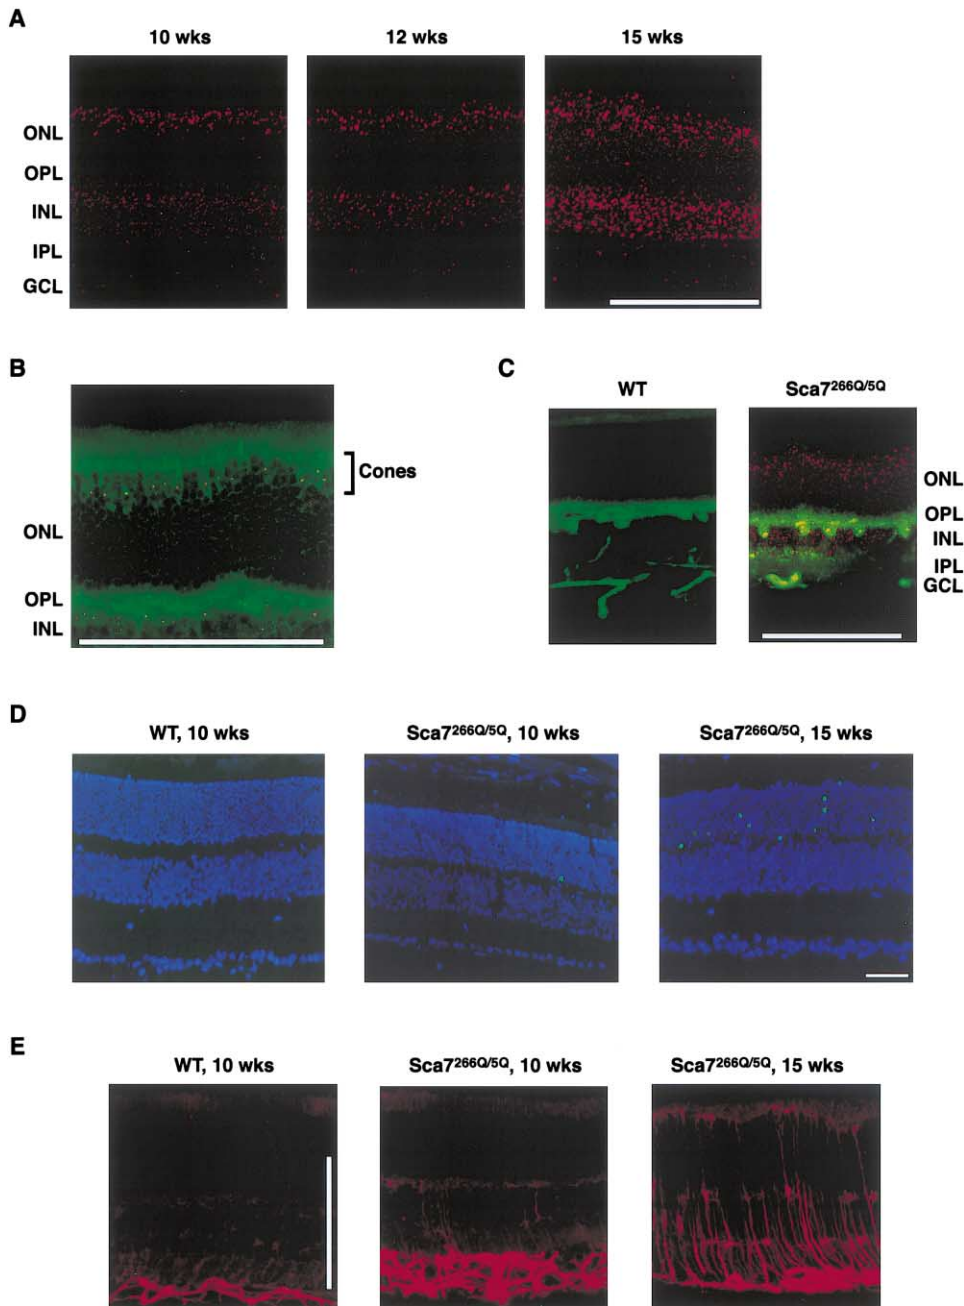 A
10 wks 12 wks 15 wks
ONL
OPL
INL
IPL
GCL
B
Cones
ONL
OPL
INL
C
WT Sca7266Q/5Q
ONL
OPL
INL
IPL
GCL
D
WT, 10 wks Sca7266Q/5Q, 10 wks Sca7266Q/5Q, 15 wks
E
WT, 10 wks Sca7266Q/5Q, 10 wks Sca7266Q/5Q, 15 wks